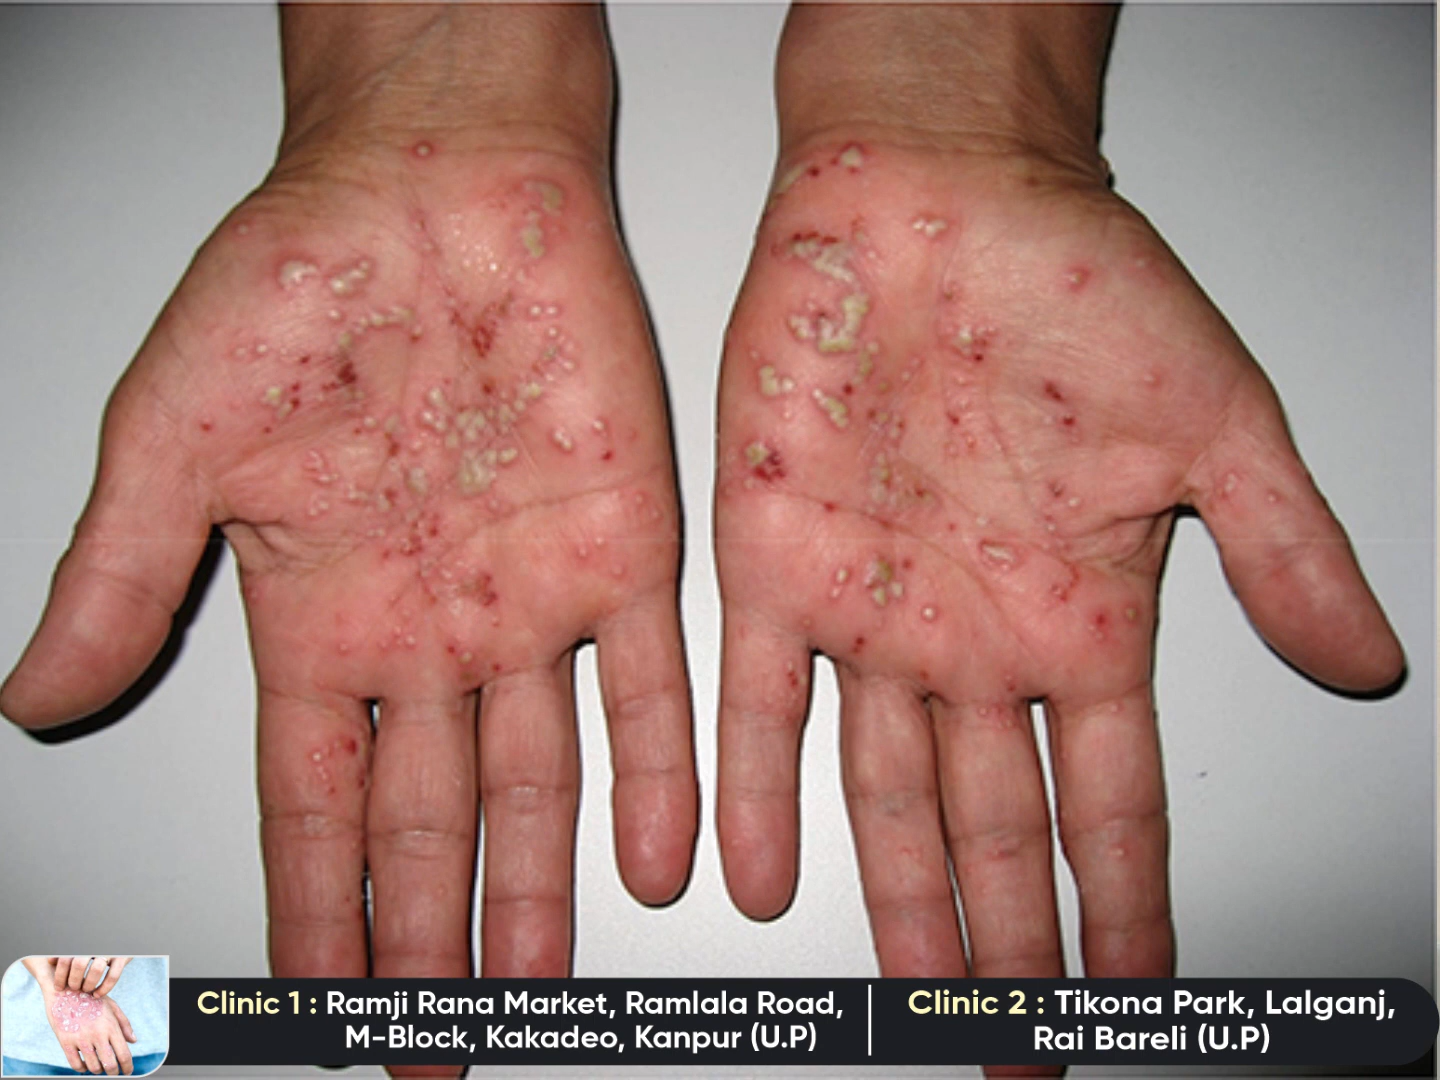 Clinic 1 : Ramji Rana Market, Ramlala Road,
M-Block, Kakadeo, Kanpur (U.P)
Clinic 2 : Tikona Park, Lalganj,
Rai Bareli (U.P)